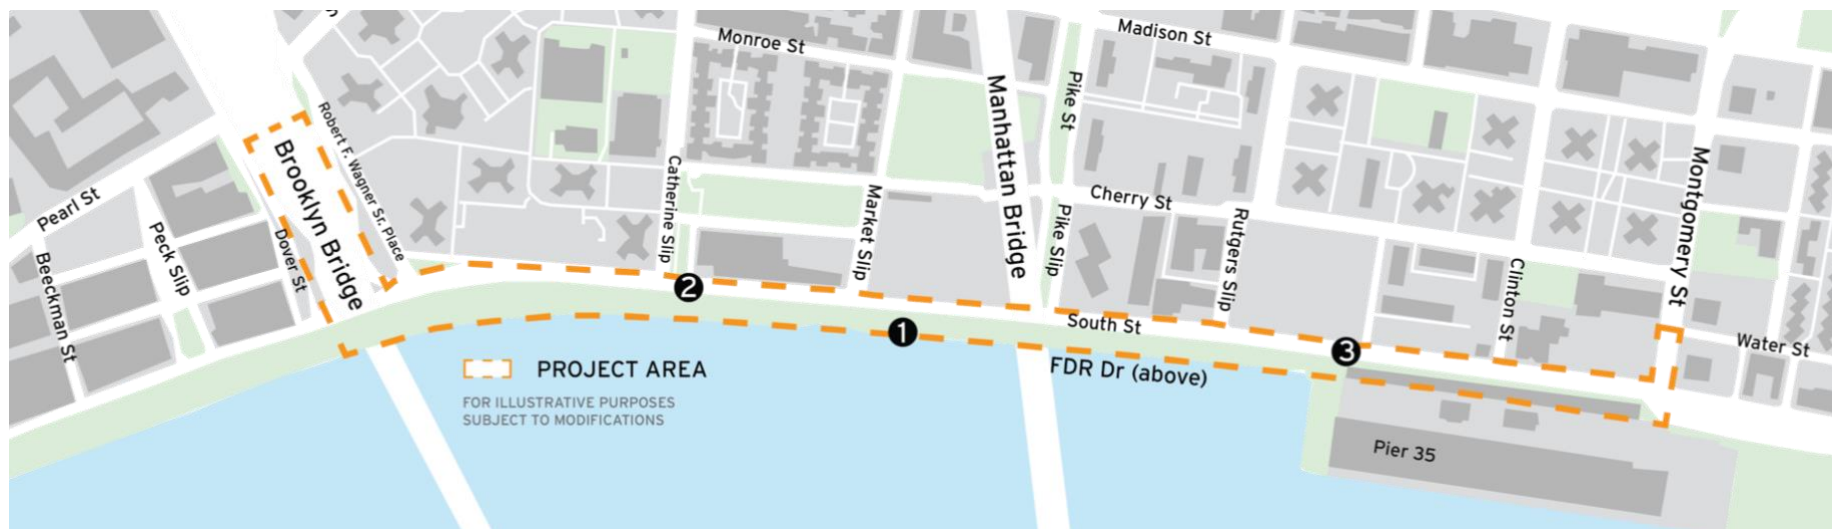 Monroe St
Madison St
Manhattan Bridge
Pike St
Robert F. Wagner Sr. Place
Brooklyn Bridge
Catherine Slip
Market Slip
Cherry St
Montgomery St
Pearl St
Peck Slip
Dover St
Beeckman St
Pike Slip
Rutgers Slip
Clinton St
2
1
South St
3
Water St
PROJECT AREA
FDR Dr (above)
FOR ILLUSTRATIVE PURPOSES
SUBJECT TO MODIFICATIONS
Pier 35